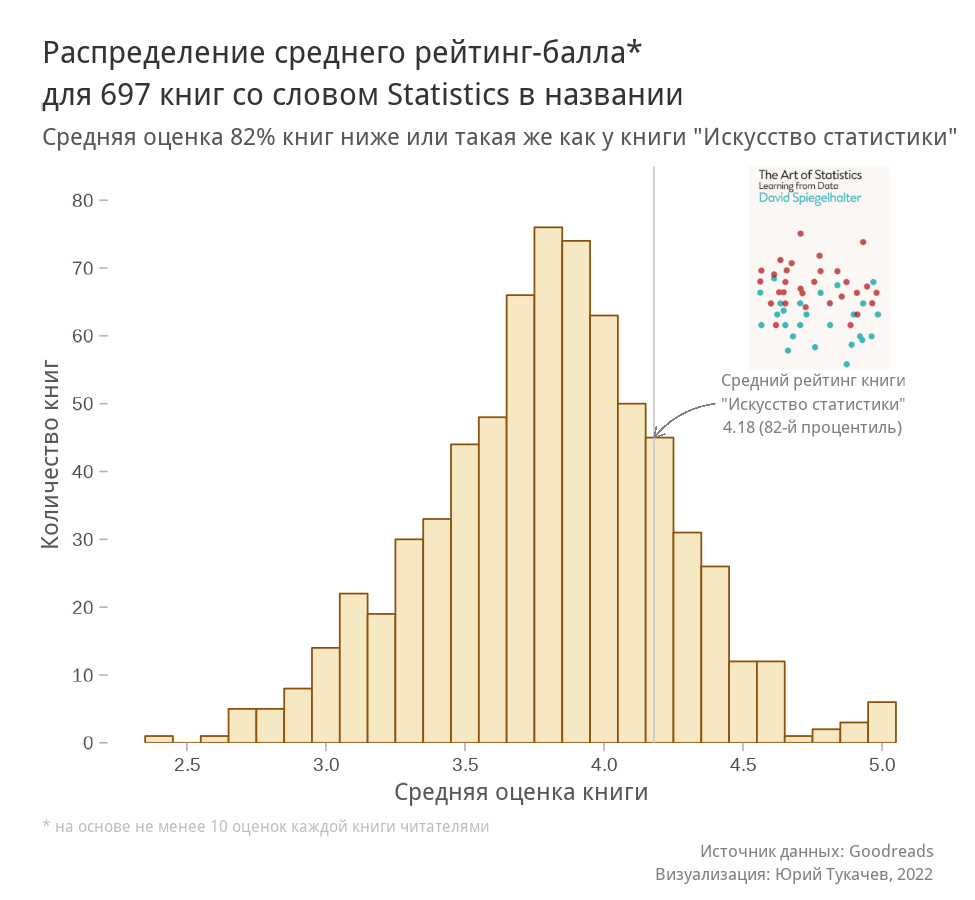 Распределение среднего рейтинг-балла*
для 697 книг со словом Statistics в названии
Средняя оценка 82% книг ниже или такая же как у книги "Искусство статистики"
The Art of Statistics
Learning from Data
David Spiegelhalter
Средний рейтинг книги
"Искусство статистики"
4.18 (82-й процентиль)
Количество книг
80
70
60
50
40
30
20
10
0
2.5 3.0 3.5 4.0 4.5 5.0
Средняя оценка книги
* на основе не менее 10 оценок каждой книги читателями
Источник данных: Goodreads
Визуализация: Юрий Тукачев, 2022